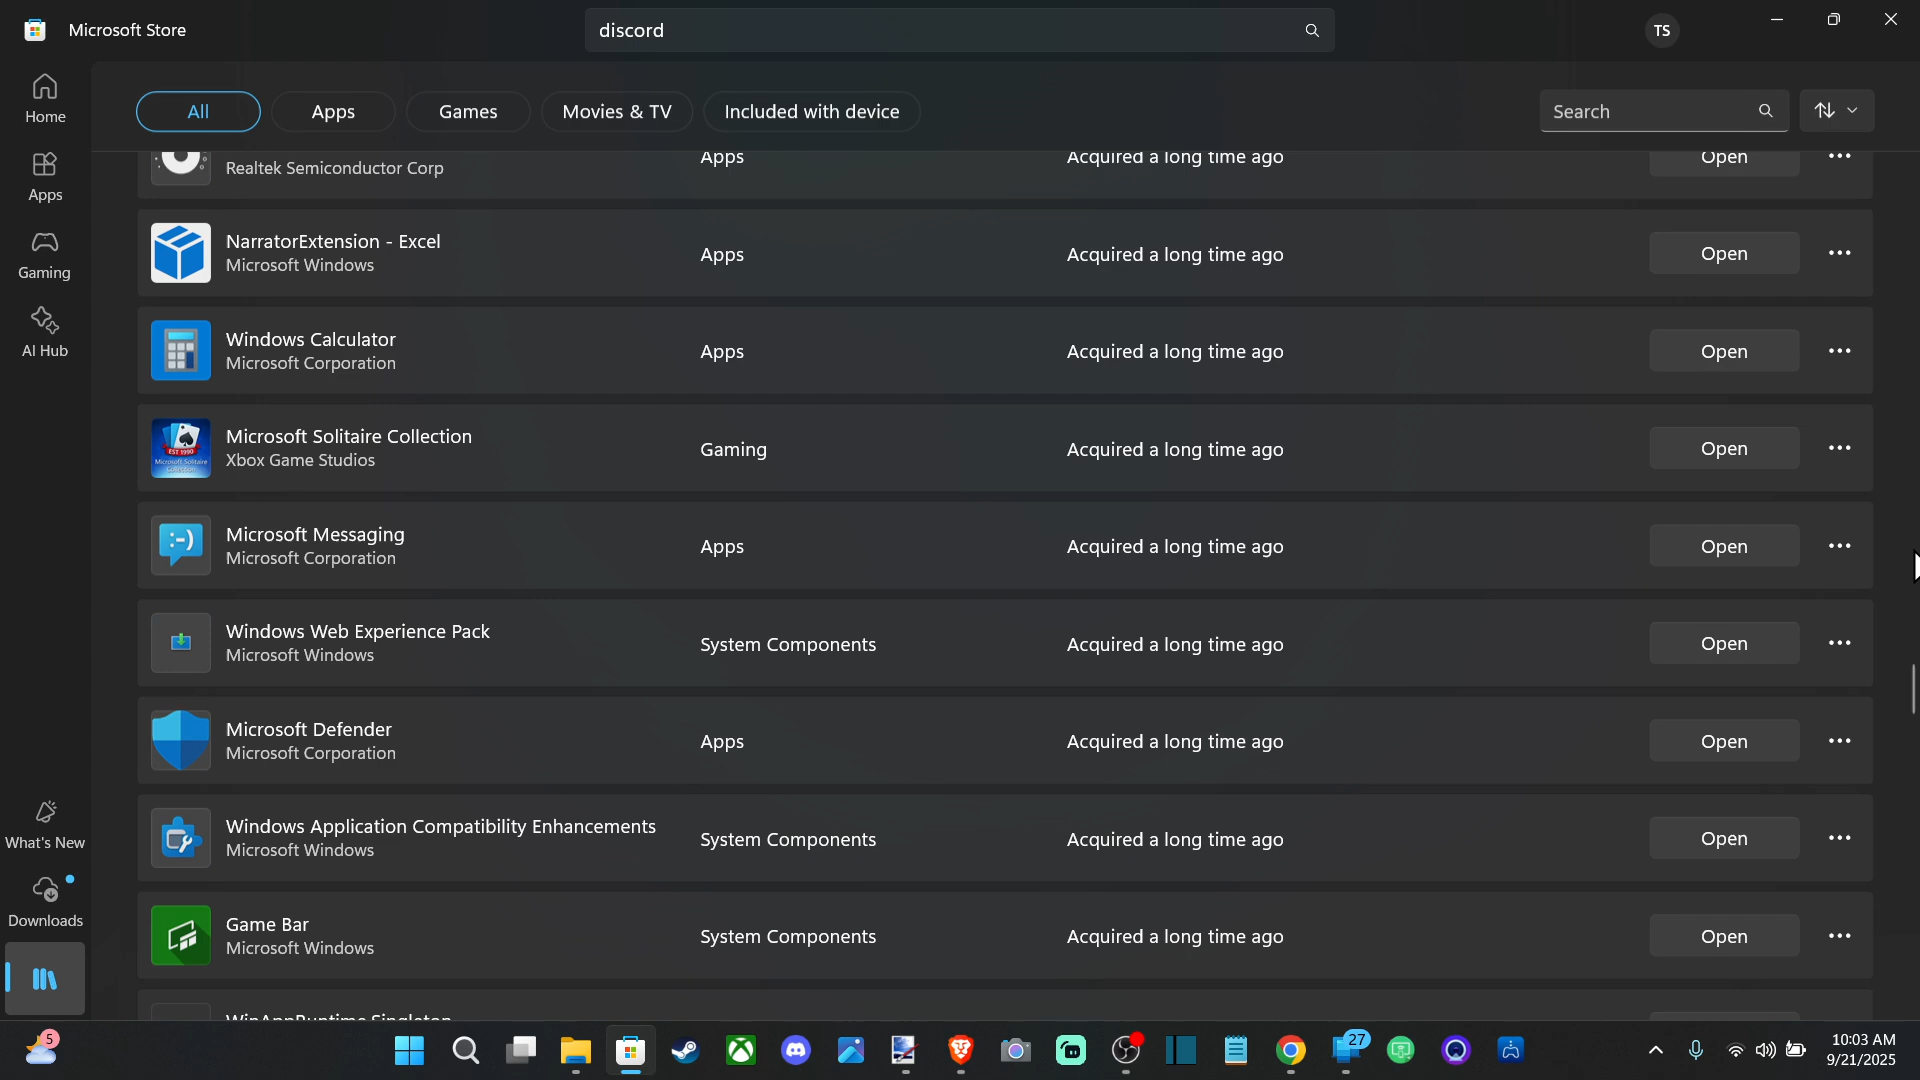 Microsoft Store
discord
TS
Home
Apps
Gaming
AI Hub
What's New
Downloads
All
Apps
Games
Movies & TV
Included with device
Search
Realtek Semiconductor Corp
Apps
Acquired a long time ago
Open
NarratorExtension - Excel
Microsoft Windows
Apps
Acquired a long time ago
Open
Windows Calculator
Microsoft Corporation
Apps
Acquired a long time ago
Open
Microsoft Solitaire Collection
Xbox Game Studios
Gaming
Acquired a long time ago
Open
Microsoft Messaging
Microsoft Corporation
Apps
Acquired a long time ago
Open
Windows Web Experience Pack
Microsoft Windows
System Components
Acquired a long time ago
Open
Microsoft Defender
Microsoft Corporation
Apps
Acquired a long time ago
Open
Windows Application Compatibility Enhancements
Microsoft Windows
System Components
Acquired a long time ago
Open
Game Bar
Microsoft Windows
System Components
Acquired a long time ago
Open
WinAppRuntime Singleton
5
27
10:03 AM
9/21/2025